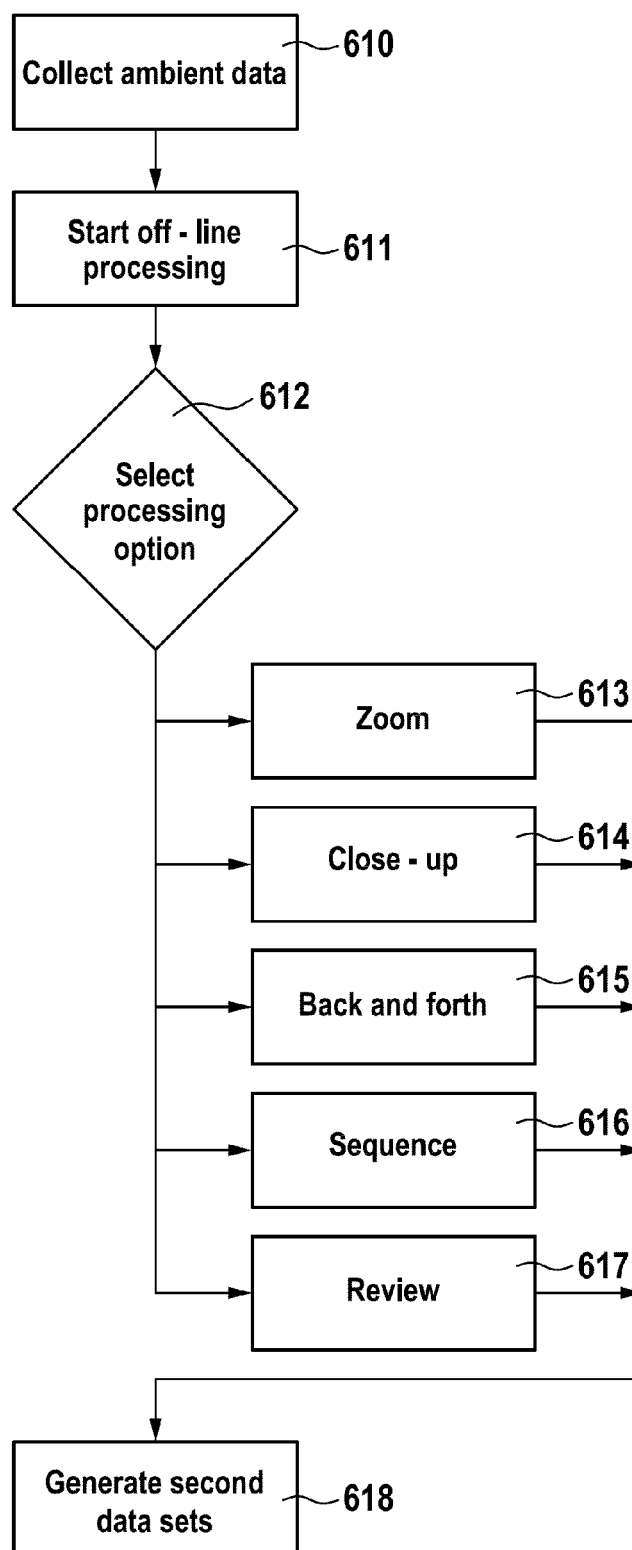 Collect ambient data
610
Start off - line
processing
611
612
Select
processing
option
Zoom
613
Close - up
614
Back and forth
615
Sequence
616
Review
617
Generate second
data sets
618